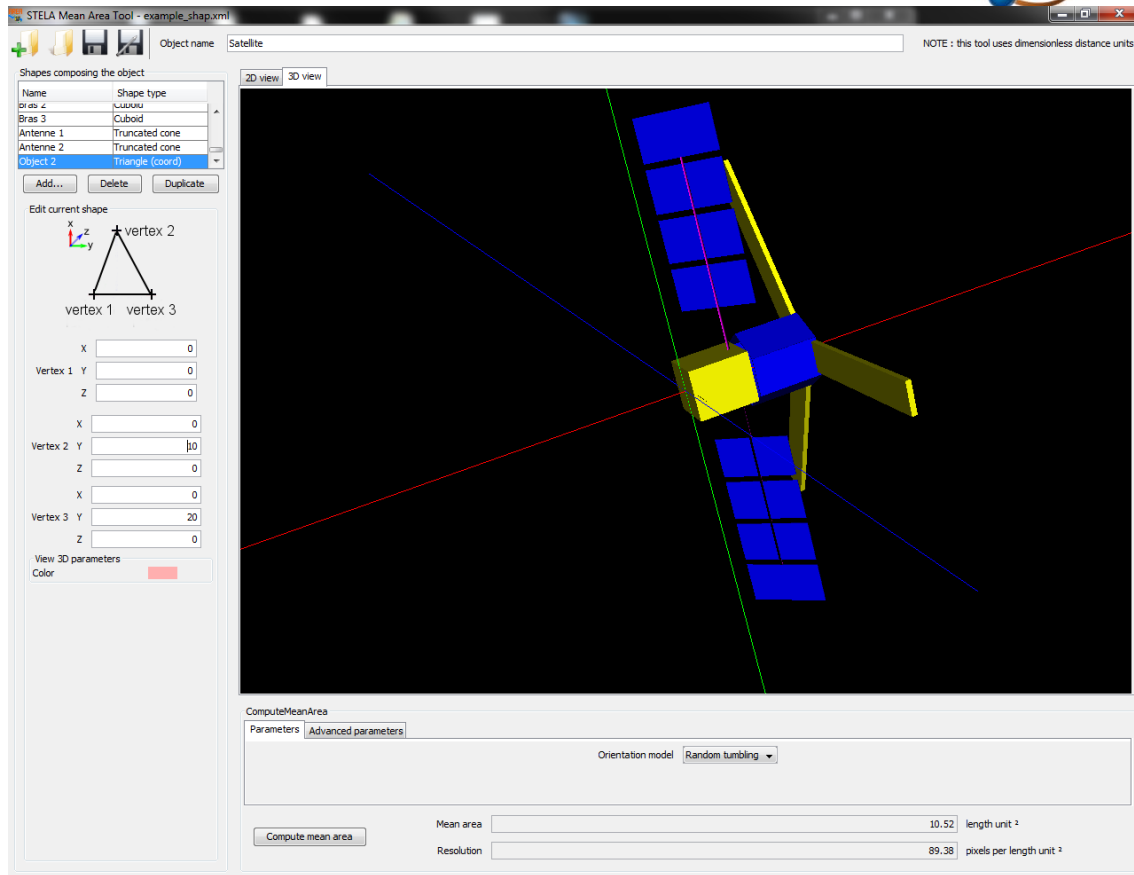 STELA Mean Area Tool - example_shap.xml
Object name Satellite NOTE : this tool uses dimensionless distance units
Shapes composing the object
2D view 3D view
Name Shape type
Bras 2 Cuboid
Bras 3 Cuboid
Antenne 1 Truncated cone
Antenne 2 Truncated cone
Object 2 Triangle (coord)
Add... Delete Duplicate
Edit current shape
x
z
y
vertex 2
vertex 1 vertex 3
X 0
Vertex 1 Y 0
Z 0
X 0
Vertex 2 Y 10
Z 0
X 0
Vertex 3 Y 20
Z 0
View 3D parameters
Color
ComputeMeanArea
Parameters Advanced parameters
Orientation model Random tumbling
Compute mean area
Mean area 10.52 length unit ²
Resolution 89.38 pixels per length unit ²